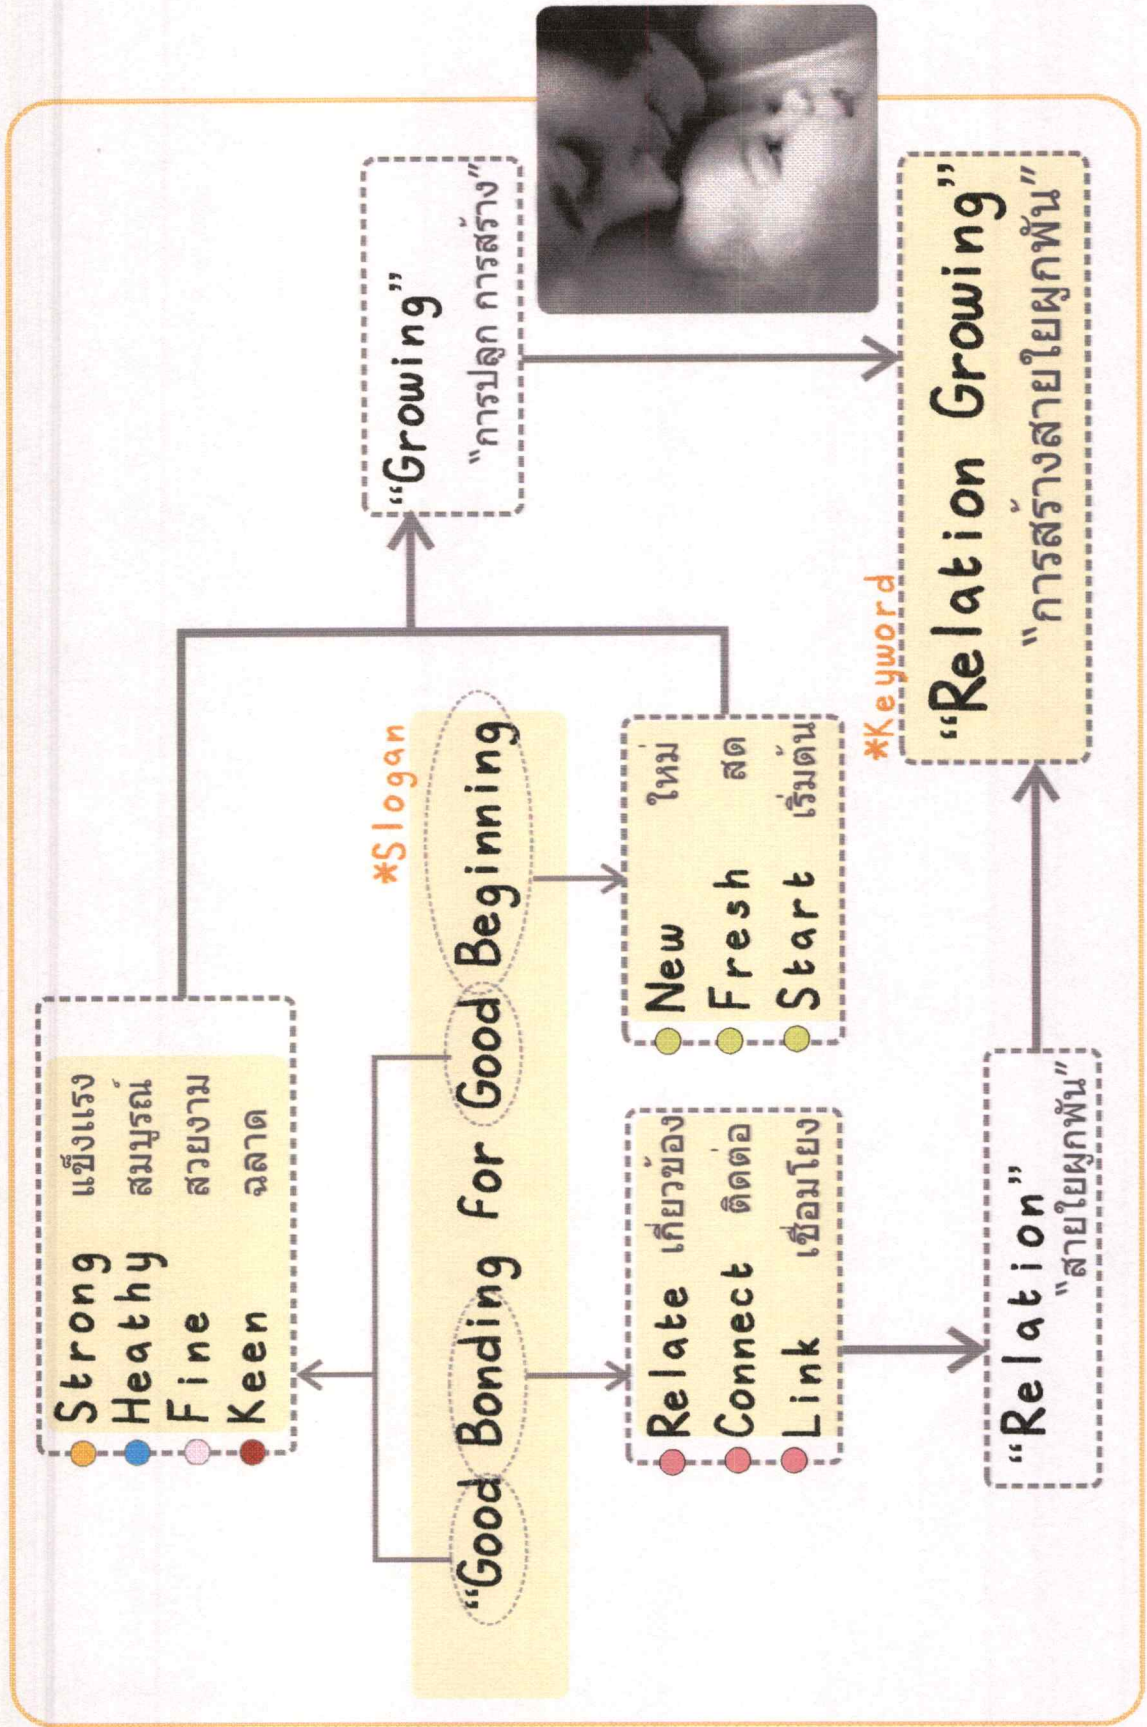 Strong แข็งแรง
Heathy สมบูรณ์
Fine สวยงาม
Keen ฉลาด
*Slogan
“Good Bonding For Good Beginning
Relate เกี่ยวข้อง
Connect ติดต่อ
Link เชื่อมโยง
New ใหม่
Fresh สด
Start เริ่มต้น
“Growing”
“การปลูก การสร้าง”
“Relation”
“สายใยผูกพัน”
*Keyword
“Relation Growing”
“การสร้างสายใยผูกพัน”